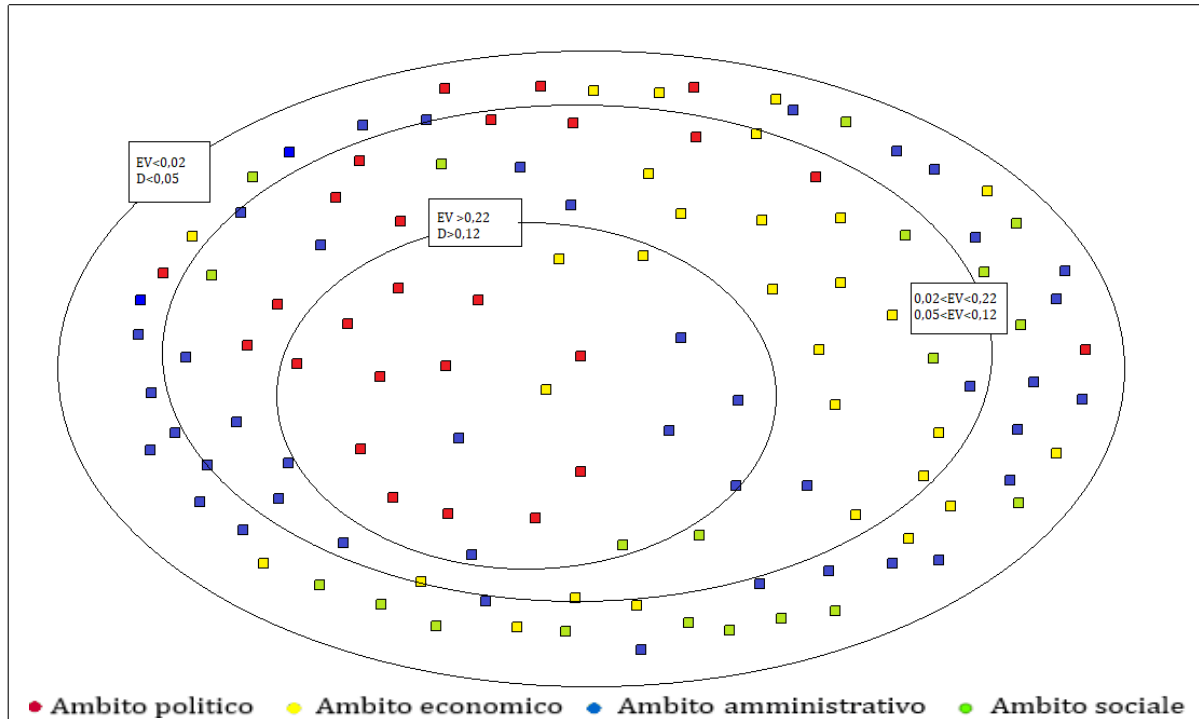 EV<0,02
D<0,05
EV >0,22
D>0,12
0,02<EV<0,22
0,05<EV<0,12
Ambito politico
Ambito economico
Ambito amministrativo
Ambito sociale